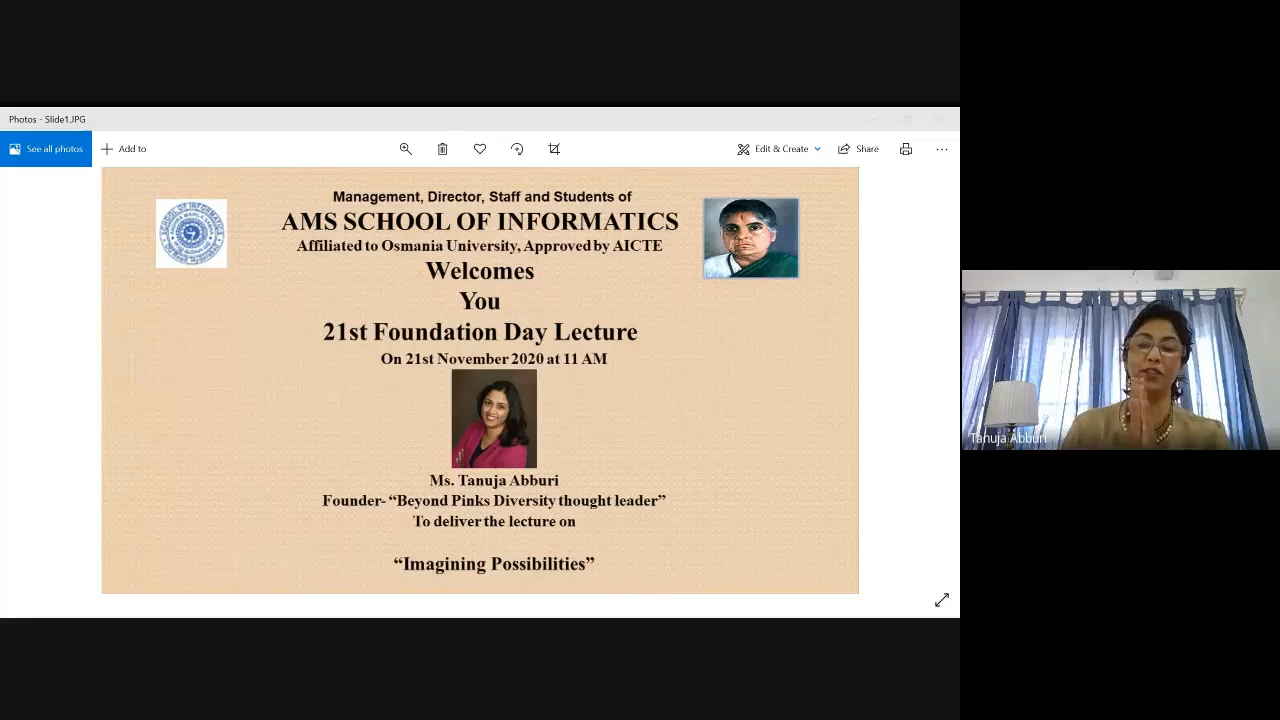 Photos - Slide1.JPG
See all photos
Add to
Edit & Create
Share
Management, Director, Staff and Students of
AMS SCHOOL OF INFORMATICS
Affiliated to Osmania University, Approved by AICTE
Welcomes
You
21st Foundation Day Lecture
On 21st November 2020 at 11 AM
Ms. Tanuja Abburi
Founder- “Beyond Pinks Diversity thought leader”
To deliver the lecture on
“Imagining Possibilities”
SCHOOL OF INFORMATICS
Tanuja Abburi